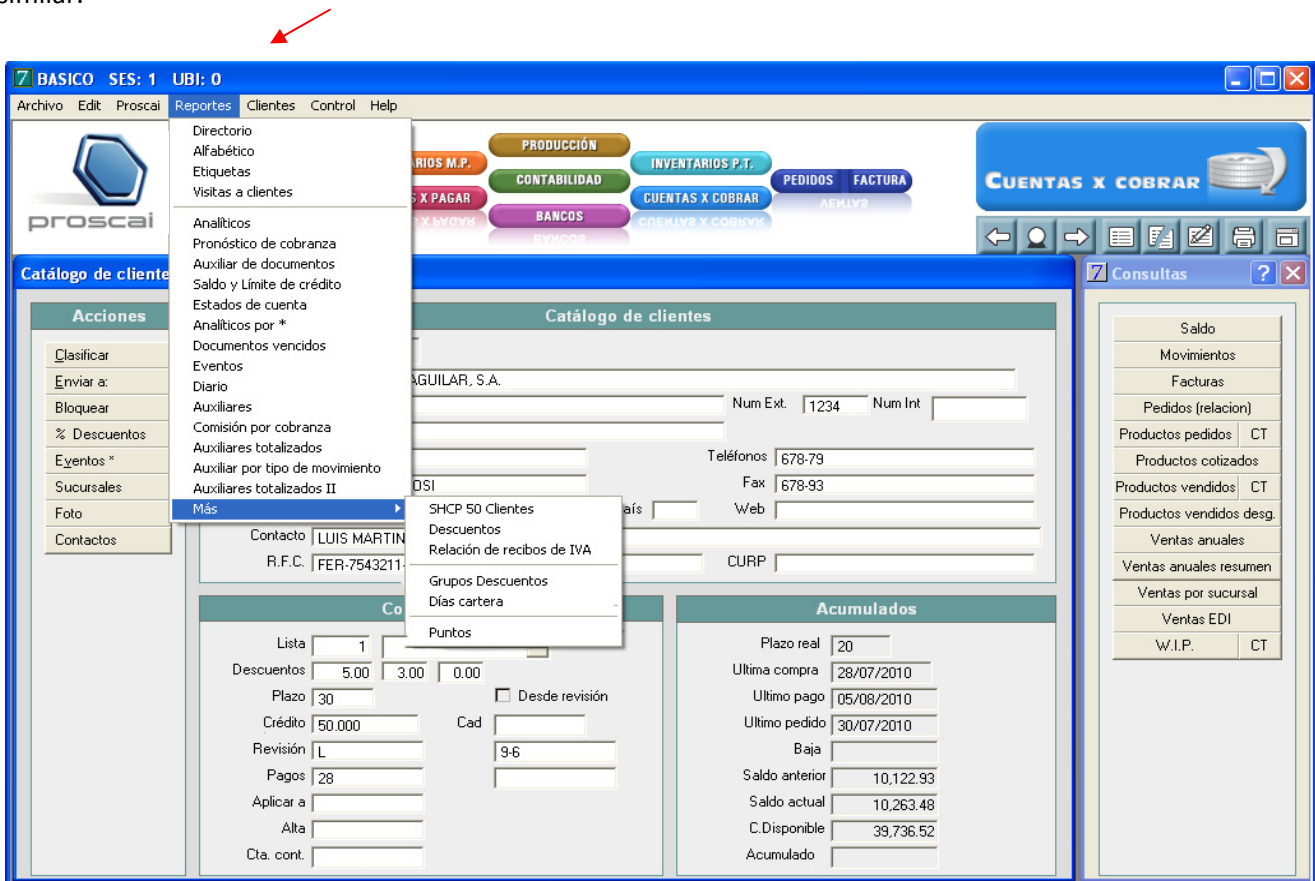 similar:
BASICO SES: 1 UBI: 0
Archivo Edit Proscai Reportes Clientes Control Help
proscai
Directorio
Alfabético
Etiquetas
Visitas a clientes
Analíticos
Pronóstico de cobranza
Auxiliar de documentos
Saldo y Límite de crédito
Estados de cuenta
Analíticos por *
Documentos vencidos
Eventos
Diario
Auxiliares
Comisión por cobranza
Auxiliares totalizados
Auxiliar por tipo de movimiento
Auxiliares totalizados II
Más
SHCP 50 Clientes
Descuentos
Relación de recibos de IVA
Grupos Descuentos
Días cartera
Puntos
ARIOS M.P.
S X PAGAR
PRODUCCIÓN
CONTABILIDAD
BANCOS
INVENTARIOS P.T.
CUENTAS X COBRAR
PEDIDOS FACTURA
VENTAS
CUENTAS X COBRAR
Catálogo de cliente
Acciones
Clasificar
Enviar a:
Bloquear
% Descuentos
Eventos *
Sucursales
Foto
Contactos
Catálogo de clientes
AGUILAR, S.A.
Num Ext. 1234 Num Int
Teléfonos 678-79
OSI
Fax 678-93
aís Web
Contacto LUIS MARTIN
R.F.C. FER-7543211-
CURP
Co
Lista 1
Descuentos 5.00 3.00 0.00
Plazo 30 Desde revisión
Crédito 50.000 Cad
Revisión L 9-6
Pagos 28
Aplicar a
Alta
Cta. cont.
Acumulados
Plazo real 20
Ultima compra 28/07/2010
Ultimo pago 05/08/2010
Ultimo pedido 30/07/2010
Baja
Saldo anterior 10,122.93
Saldo actual 10,263.48
C.Disponible 39,736.52
Acumulado
Consultas
Saldo
Movimientos
Facturas
Pedidos (relacion)
Productos pedidos CT
Productos cotizados
Productos vendidos CT
Productos vendidos desg.
Ventas anuales
Ventas anuales resumen
Ventas por sucursal
Ventas EDI
W.I.P. CT